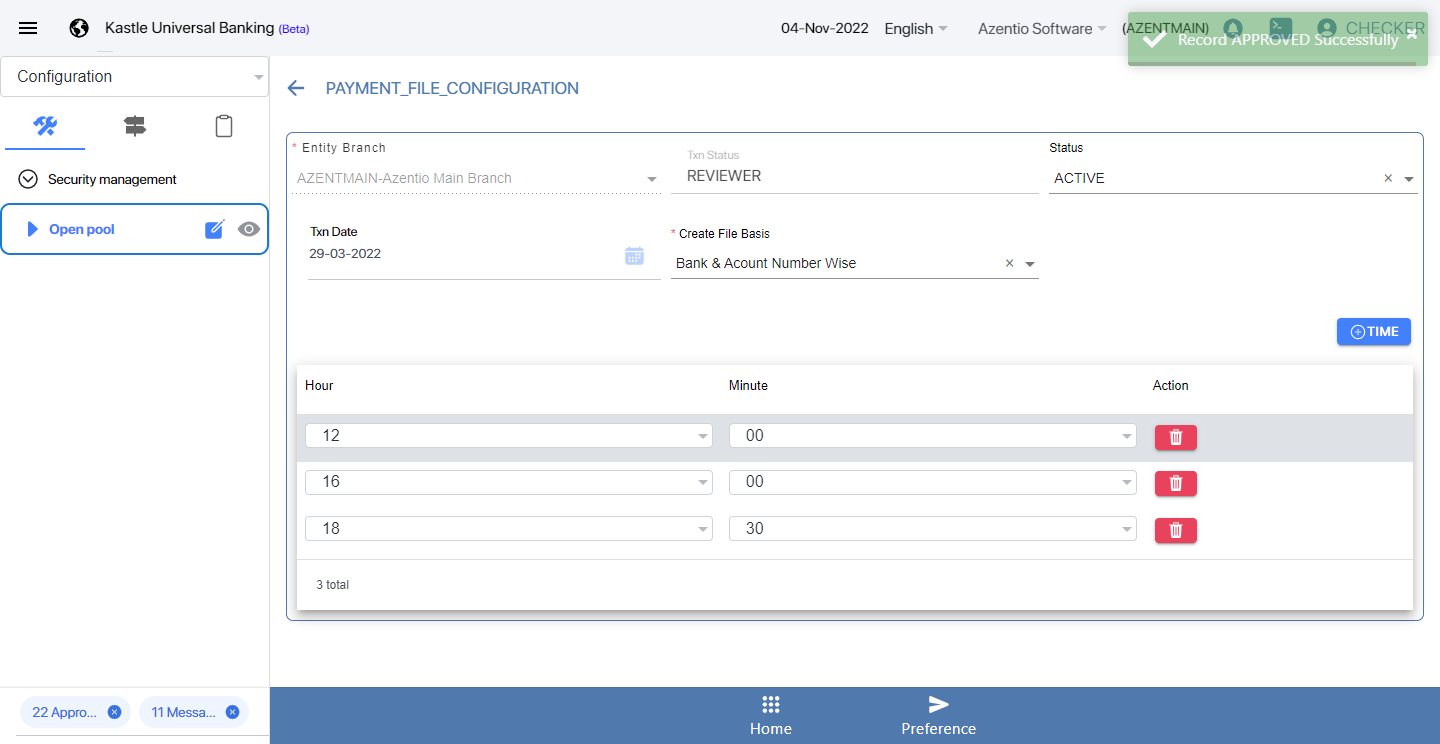 Kastle Universal Banking (Beta)
04-Nov-2022 English Azentio Software (AZENTMAIN) CHECKER
Record APPROVED Successfully ×
Configuration
PAYMENT_FILE_CONFIGURATION
* Entity Branch
Txn Status
Status
AZENTMAIN-Azentio Main Branch
REVIEWER
ACTIVE ×
Security management
Open pool
Txn Date
* Create File Basis
29-03-2022
Bank & Acount Number Wise ×
TIME
Hour Minute Action
12 00
16 00
18 30
3 total
22 Appro...
11 Messa...
Home
Preference